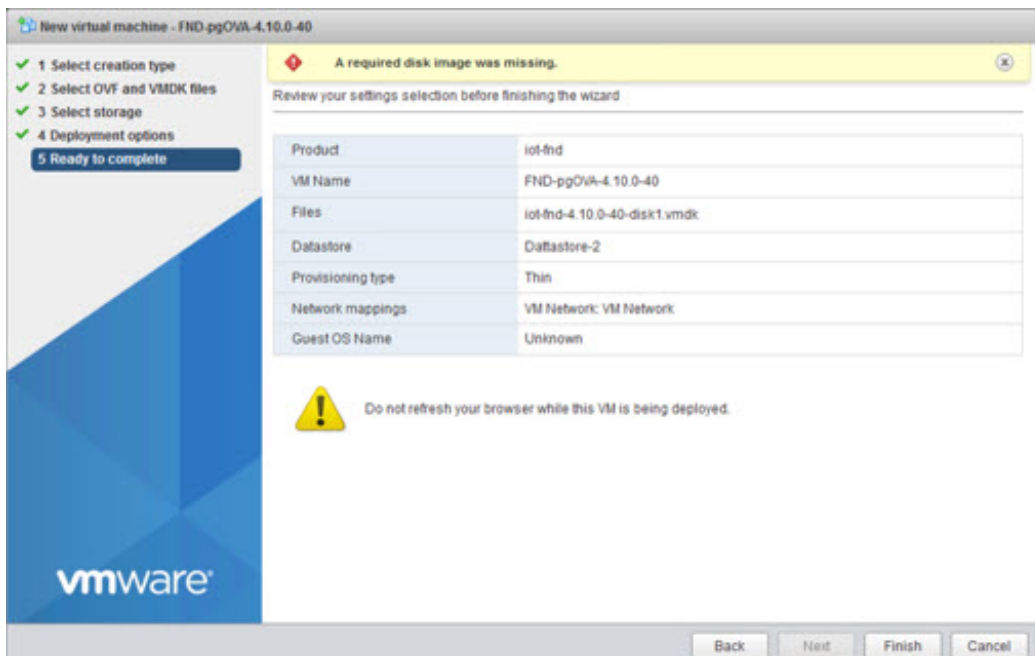 New virtual machine - FND-pgOVA-4.10.0-40
1 Select creation type
2 Select OVF and VMDK files
3 Select storage
4 Deployment options
5 Ready to complete
A required disk image was missing.
Review your settings selection before finishing the wizard
Product iot-fnd
VM Name FND-pgOVA-4.10.0-40
Files iot-fnd-4.10.0-40-disk1.vmdk
Datastore Dattastore-2
Provisioning type Thin
Network mappings VM Network: VM Network
Guest OS Name Unknown
Do not refresh your browser while this VM is being deployed.
vmware
Back Next Finish Cancel